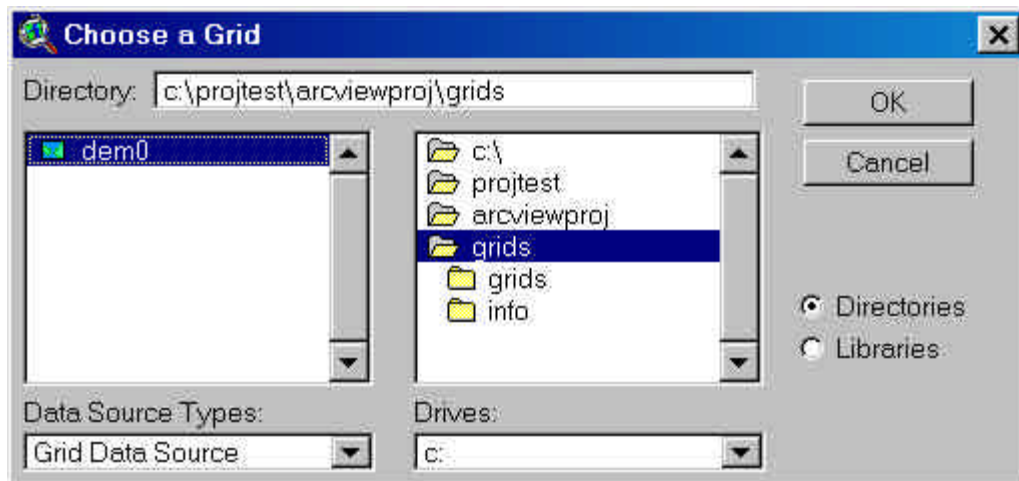 Choose a Grid
Directory: c:\projtest\arcviewproj\grids
OK
Cancel
dem0
c:\
projtest
arcviewproj
grids
grids
info
Directories
Libraries
Data Source Types:
Grid Data Source
Drives:
c: